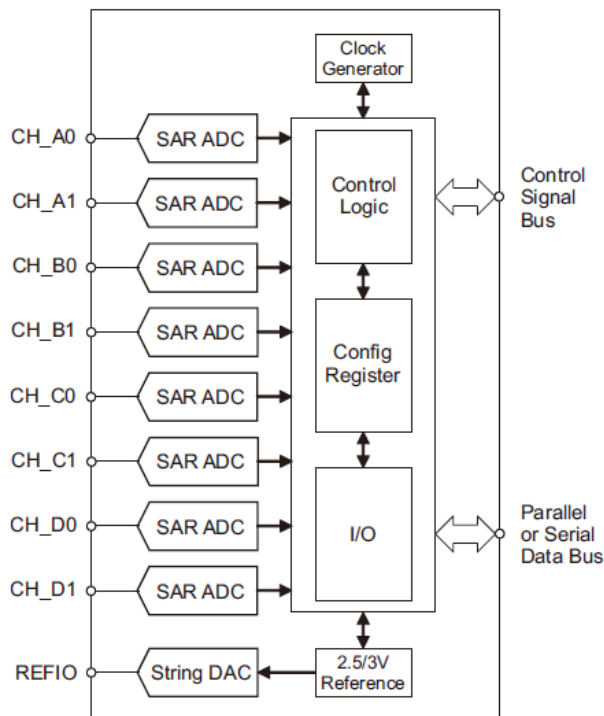 Clock
Generator
CH_A0
SAR ADC
CH_A1
SAR ADC
Control
Logic
Control
Signal
Bus
CH_B0
SAR ADC
CH_B1
SAR ADC
Config
Register
CH_C0
SAR ADC
CH_C1
SAR ADC
CH_D0
SAR ADC
I/O
Parallel
or Serial
Data Bus
CH_D1
SAR ADC
REFIO
String DAC
2.5/3V
Reference